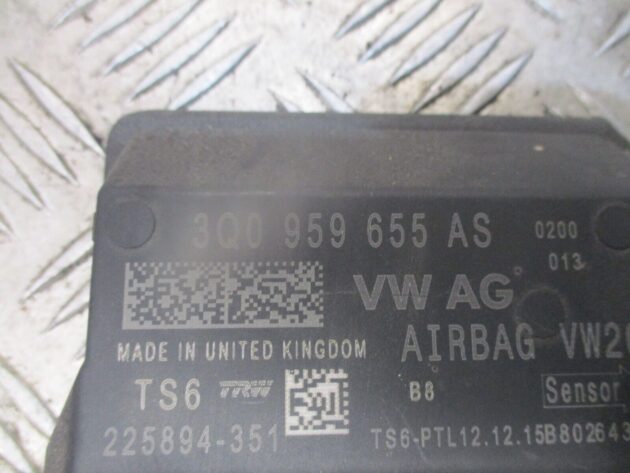 3Q0 959 655 AS 0200
013
VW AG
MADE IN UNITED KINGDOM AIRBAG VW20
TS6 TRW B8 Sensor
225894-351 TS6-PTL12.12.15B802643